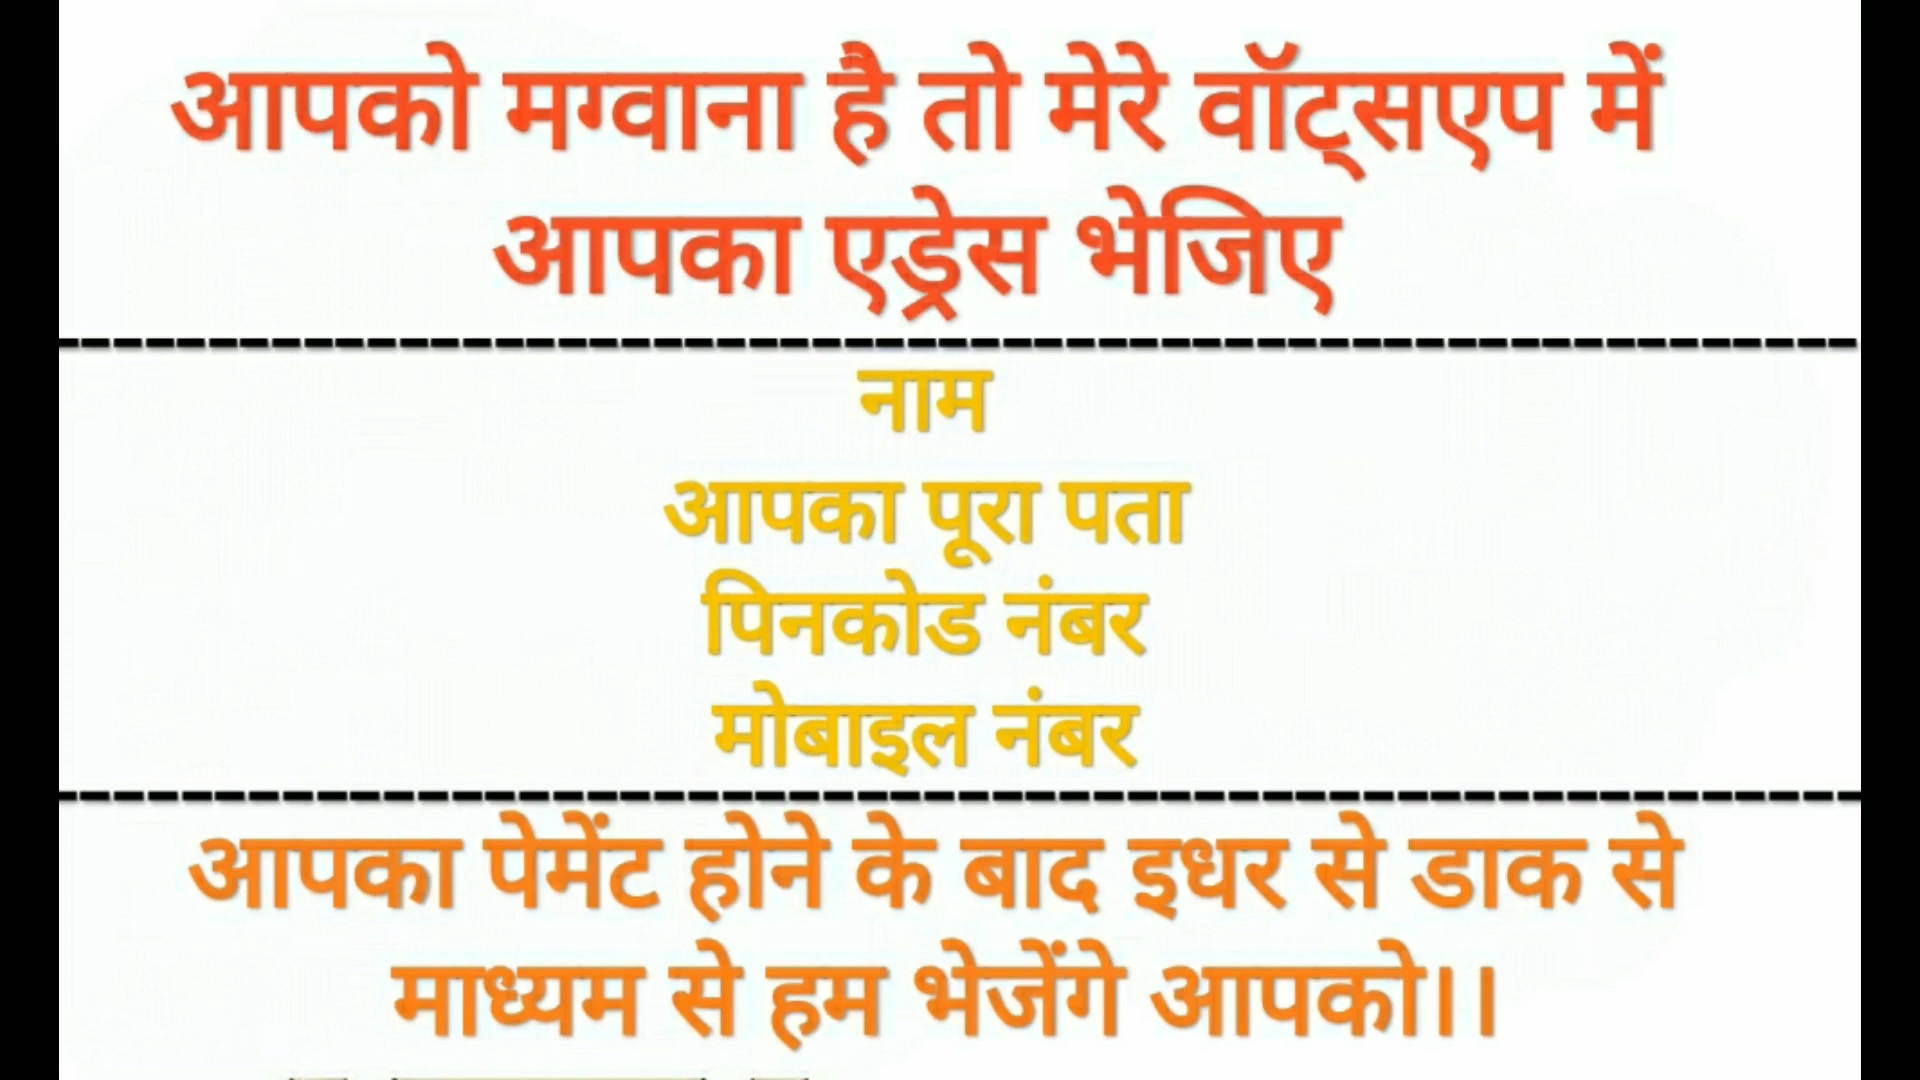 आपको मग्वाना है तो मेरे वॉट्सएप में
आपका एड्रेस भेजिए
नाम
आपका पूरा पता
पिनकोड नंबर
मोबाइल नंबर
आपका पेमेंट होने के बाद इधर से डाक से
माध्यम से हम भेजेंगे आपको।।